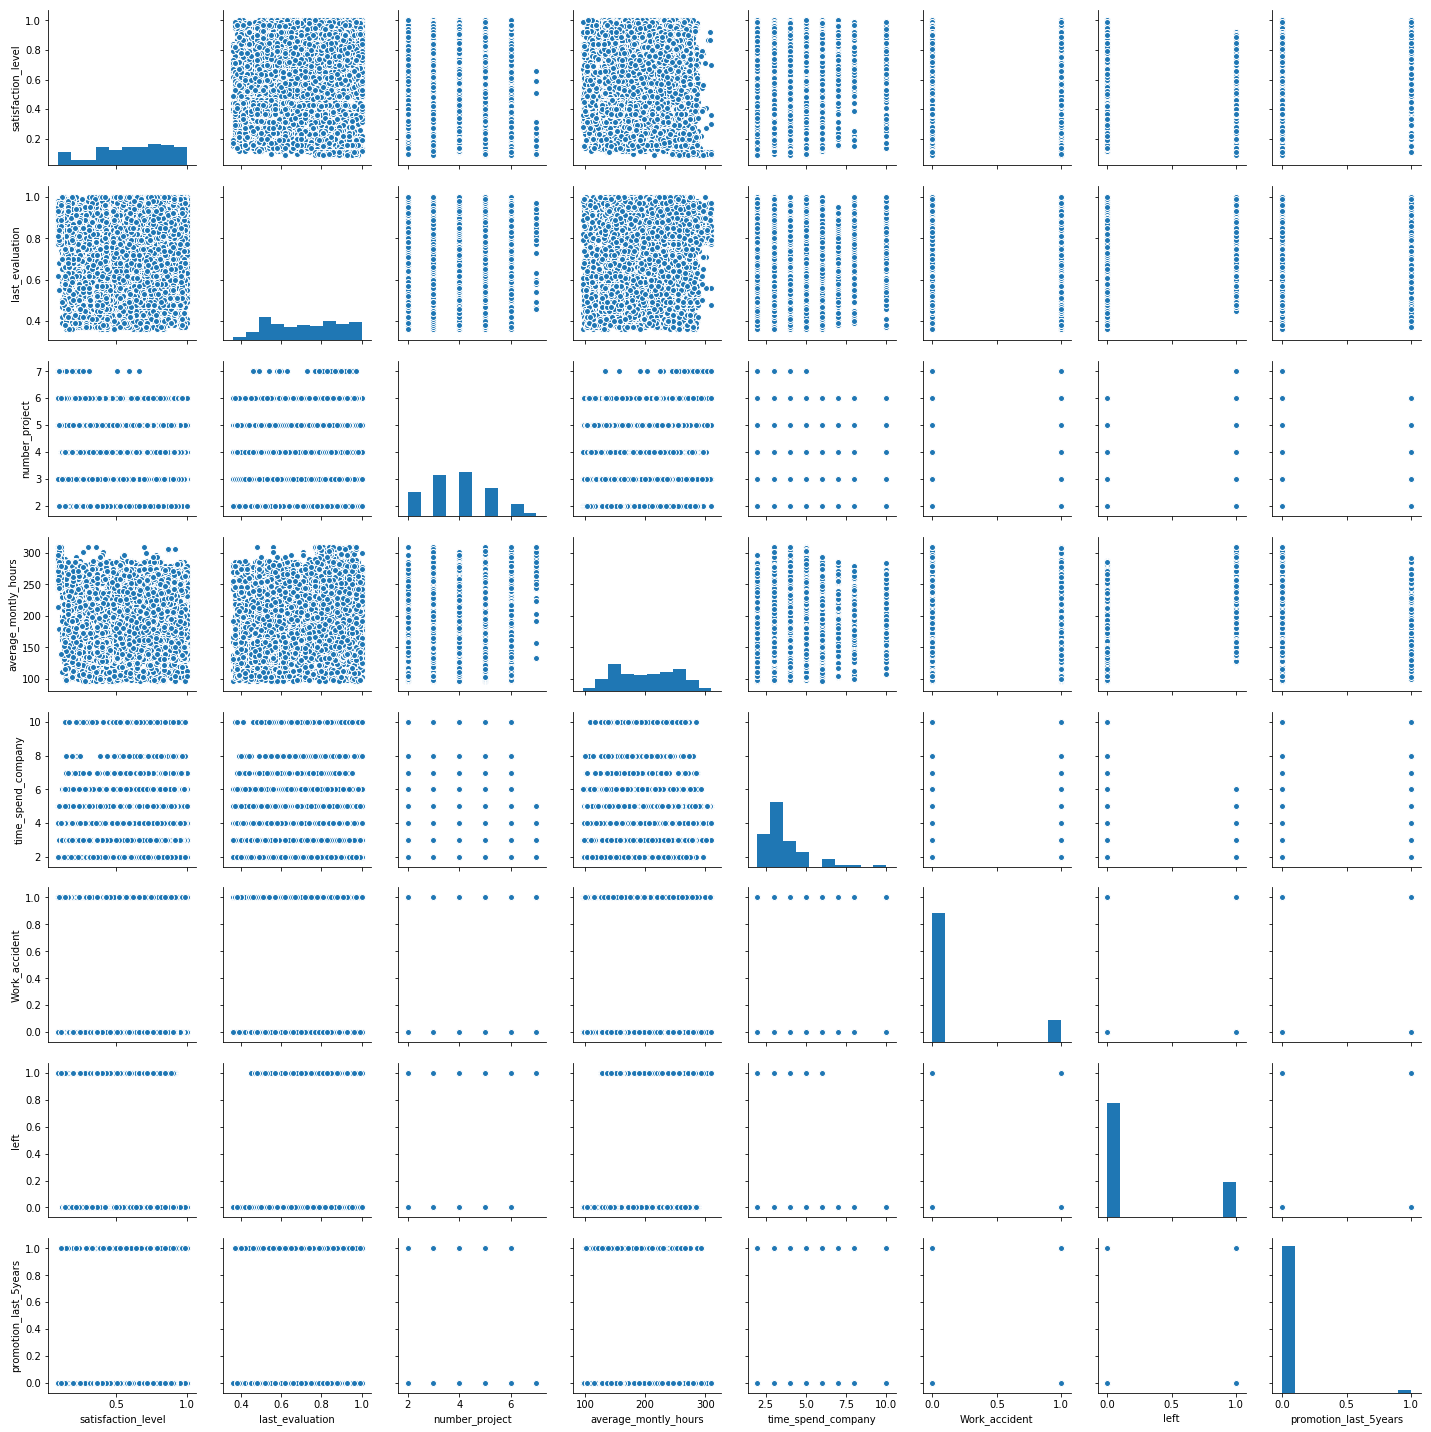 satisfaction_level
1.0
0.8
0.6
0.4
0.2
last_evaluation
1.0
0.8
0.6
0.4
number_project
7
6
5
4
3
2
average_montly_hours
300
250
200
150
100
time_spend_company
10
8
6
4
2
Work_accident
1.0
0.8
0.6
0.4
0.2
0.0
left
1.0
0.8
0.6
0.4
0.2
0.0
promotion_last_5years
1.0
0.8
0.6
0.4
0.2
0.0
0.5 1.0
satisfaction_level
0.4 0.6 0.8 1.0
last_evaluation
2 4 6
number_project
100 200 300
average_montly_hours
2.5 5.0 7.5 10.0
time_spend_company
0.0 0.5 1.0
Work_accident
0.0 0.5 1.0
left
0.0 0.5 1.0
promotion_last_5years